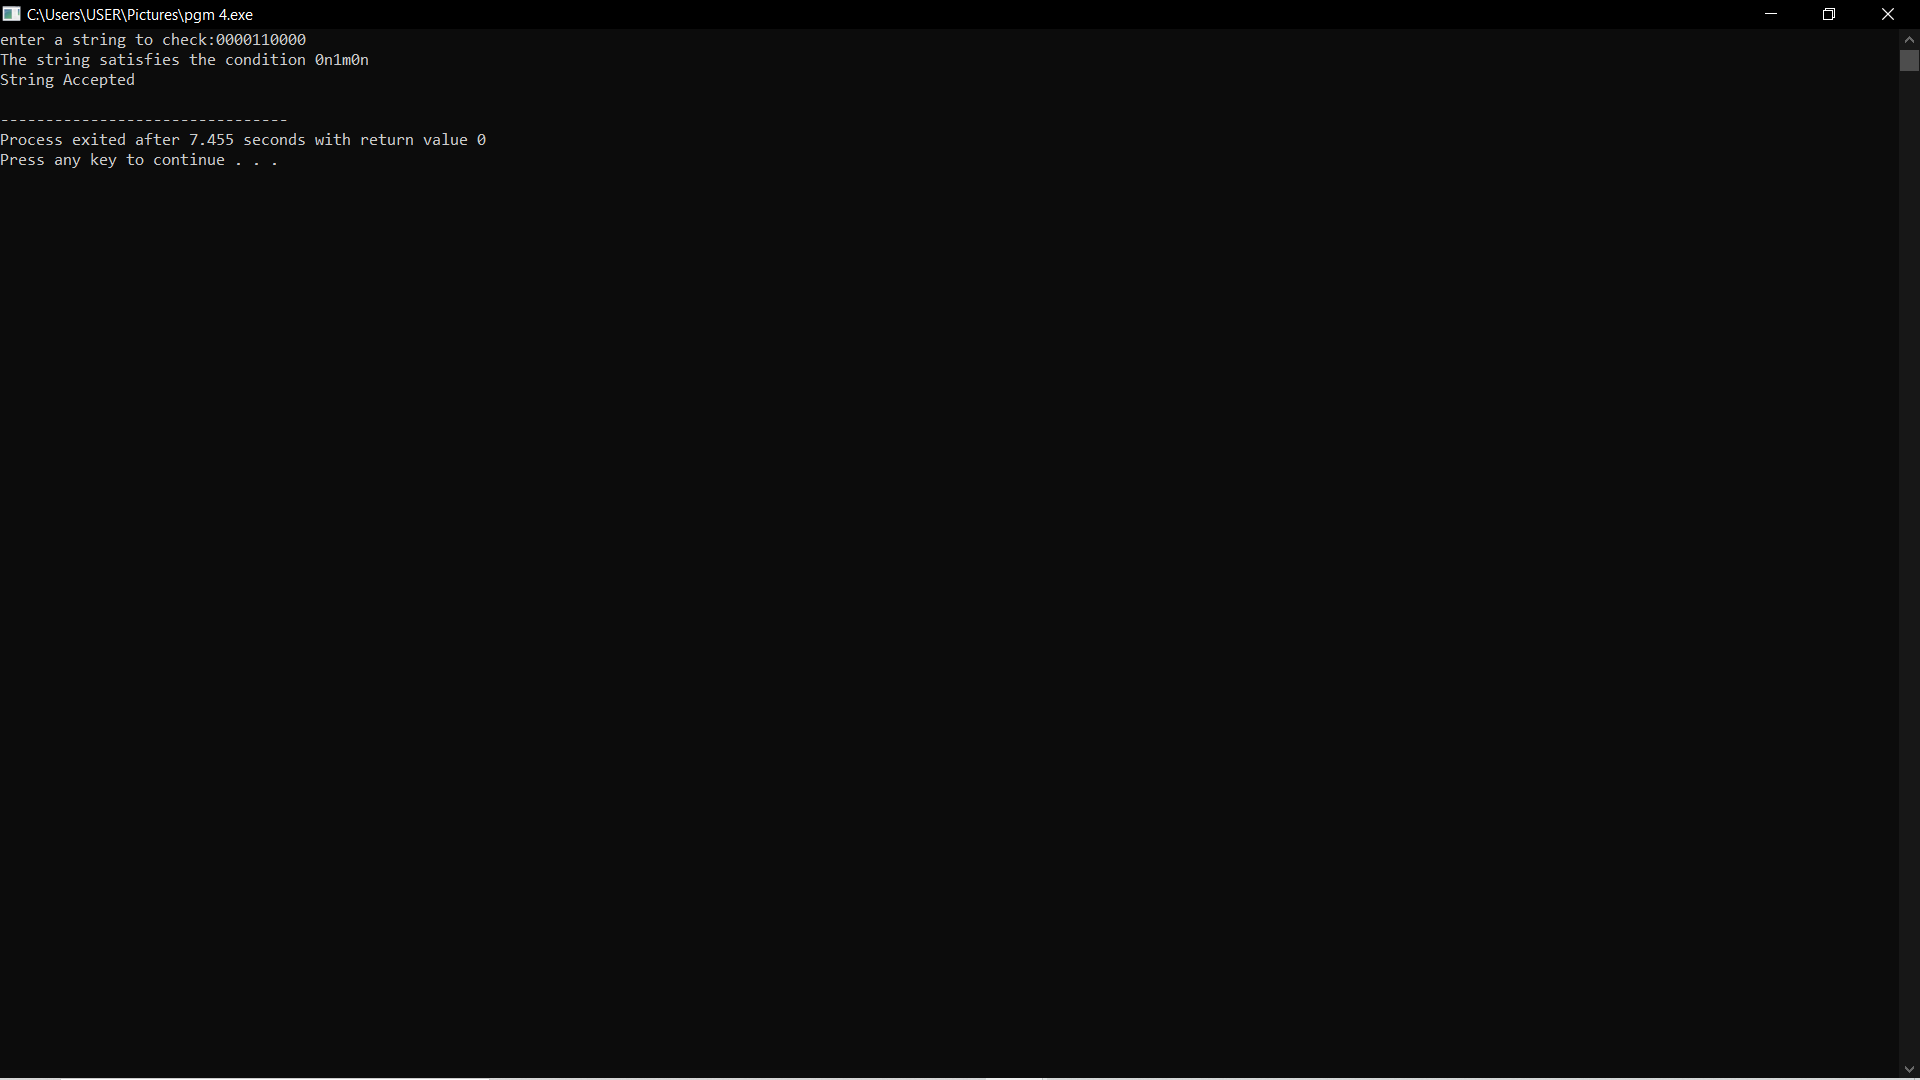 C:\Users\USER\Pictures\pgm 4.exe
enter a string to check:0000110000
The string satisfies the condition 0n1m0n
String Accepted
--------------------------------
Process exited after 7.455 seconds with return value 0
Press any key to continue . . .